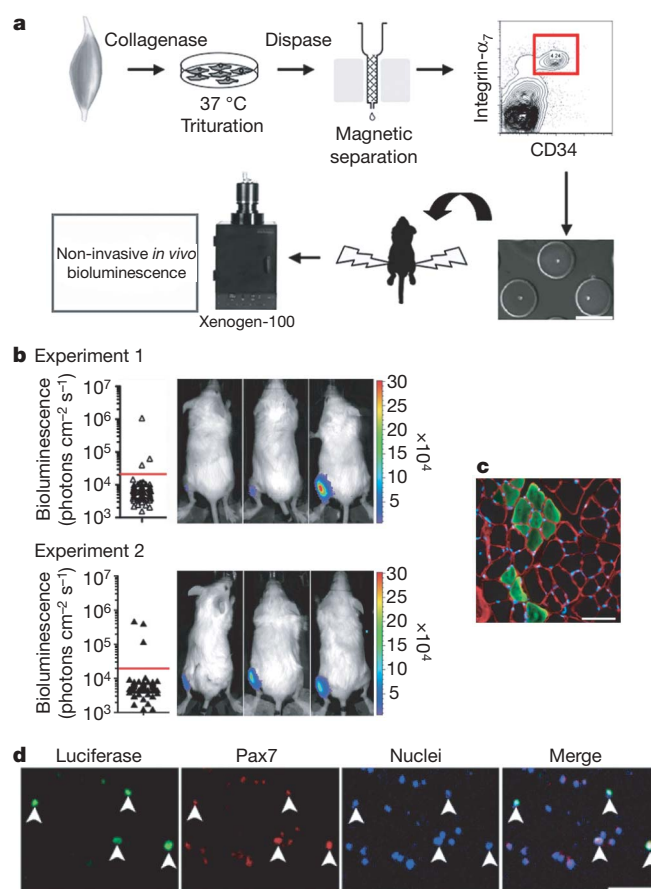 a
Collagenase
Dispase
37 °C
Trituration
Magnetic
separation
Integrin-α7
4.24
CD34
Non-invasive in vivo
bioluminescence
Xenogen-100
b Experiment 1
Bioluminescence
(photons cm⁻² s⁻¹)
10⁷
10⁶
10⁵
10⁴
10³
30
25
20
15
10
5
×10⁴
Experiment 2
Bioluminescence
(photons cm⁻² s⁻¹)
10⁷
10⁶
10⁵
10⁴
10³
30
25
20
15
10
5
×10⁴
c
d
Luciferase Pax7 Nuclei Merge